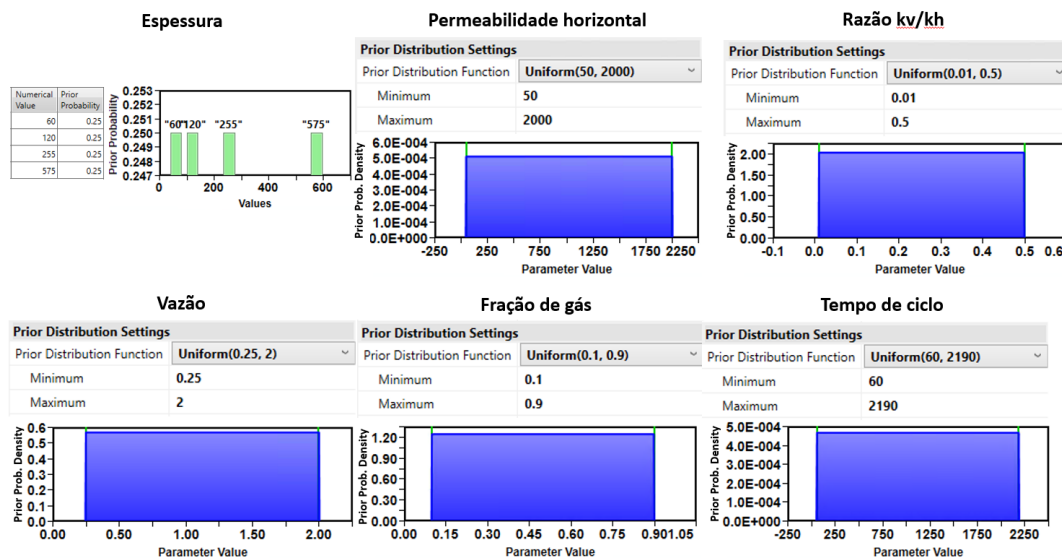 Espessura
Numerical Value Prior Probability
60 0.25
120 0.25
255 0.25
575 0.25
Prior Probability
0.253
0.252
0.251
0.250
0.249
0.248
0.247
"60" "120" "255" "575"
0 200 400 600
Values
Permeabilidade horizontal
Prior Distribution Settings
Prior Distribution Function Uniform(50, 2000)
Minimum 50
Maximum 2000
Prior Prob. Density
6.0E-004
5.0E-004
4.0E-004
3.0E-004
2.0E-004
1.0E-004
0.0E+000
-250 250 750 1250 1750 2250
Parameter Value
Razão kv/kh
Prior Distribution Settings
Prior Distribution Function Uniform(0.01, 0.5)
Minimum 0.01
Maximum 0.5
Prior Prob. Density
2.00
1.50
1.00
0.50
0.00
-0.1 0.0 0.1 0.2 0.3 0.4 0.5 0.6
Parameter Value
Vazão
Prior Distribution Settings
Prior Distribution Function Uniform(0.25, 2)
Minimum 0.25
Maximum 2
Prior Prob. Density
0.6
0.5
0.4
0.3
0.2
0.1
0.0
0.00 0.50 1.00 1.50 2.00
Parameter Value
Fração de gás
Prior Distribution Settings
Prior Distribution Function Uniform(0.1, 0.9)
Minimum 0.1
Maximum 0.9
Prior Prob. Density
1.20
0.90
0.60
0.30
0.00
0.00 0.15 0.30 0.45 0.60 0.75 0.90 1.05
Parameter Value
Tempo de ciclo
Prior Distribution Settings
Prior Distribution Function Uniform(60, 2190)
Minimum 60
Maximum 2190
Prior Prob. Density
5.0E-004
4.0E-004
3.0E-004
2.0E-004
1.0E-004
0.0E+000
-250 250 750 1250 1750 2250
Parameter Value